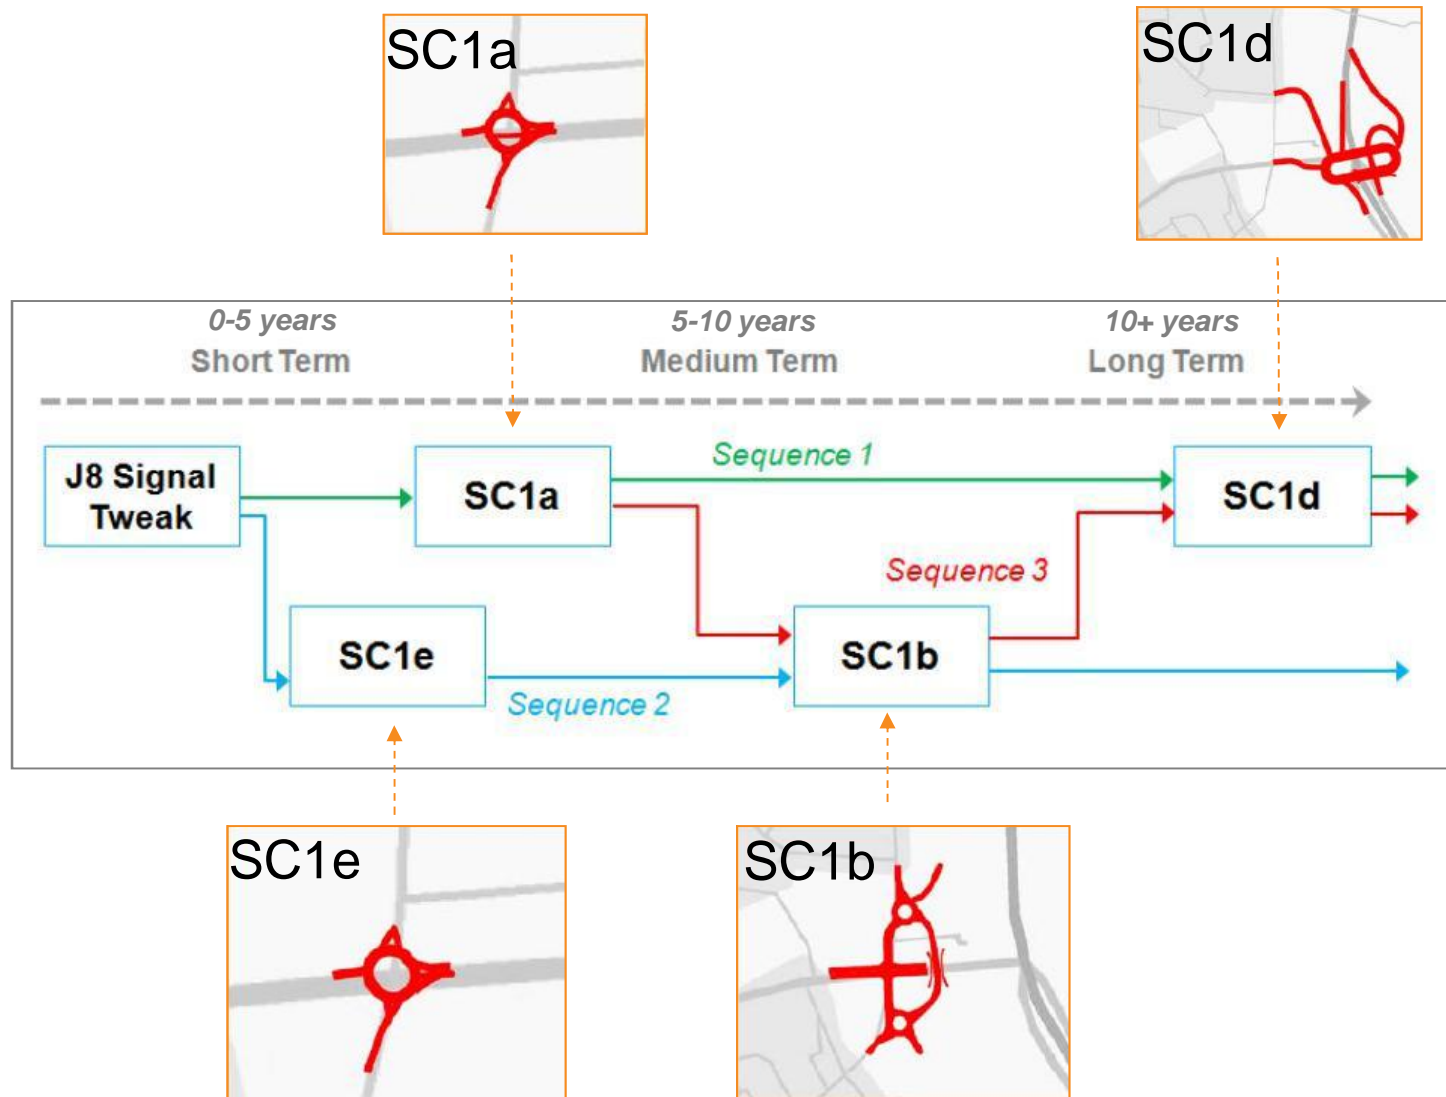 SC1a
SC1d
0-5 years
5-10 years
10+ years
Short Term
Medium Term
Long Term
J8 Signal
Tweak
SC1a
Sequence 1
SC1d
Sequence 3
SC1e
SC1b
Sequence 2
SC1e
SC1b